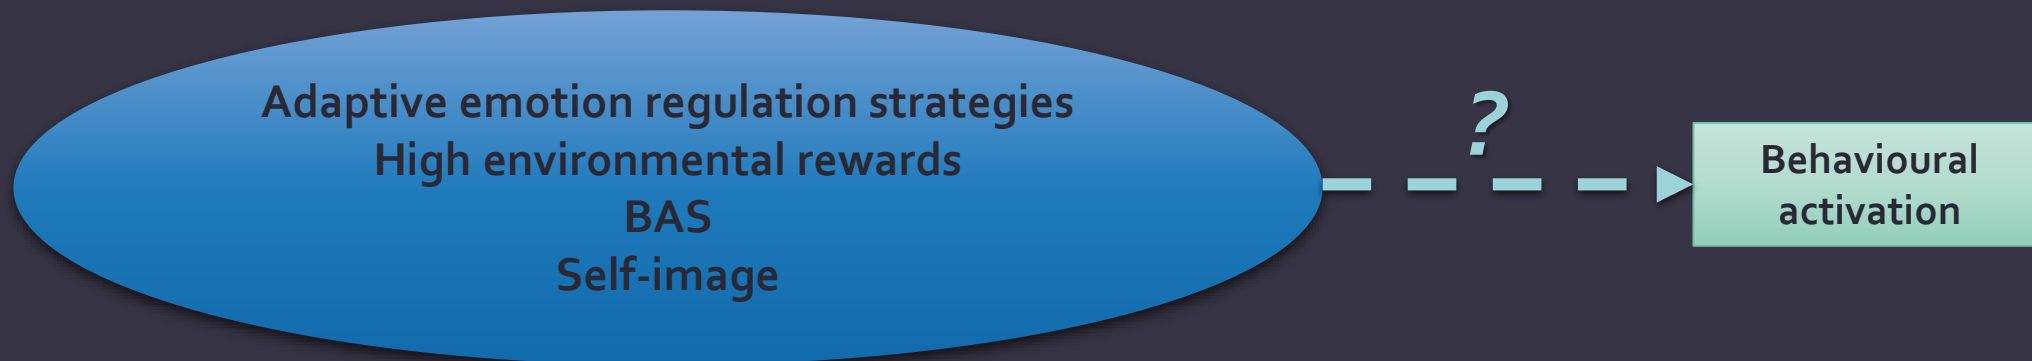 Adaptive emotion regulation strategies
High environmental rewards
BAS
Self-image
?
Behavioural
activation